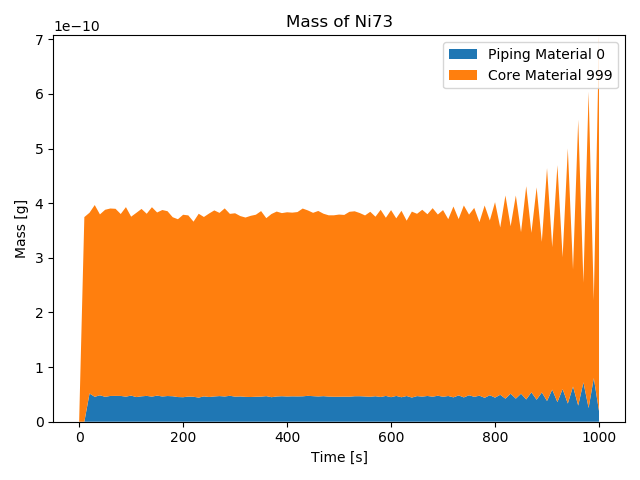 Mass of Ni73
1e−10
Mass [g]
7
6
5
4
3
2
1
0
0 200 400 600 800 1000
Time [s]
Piping Material 0
Core Material 999